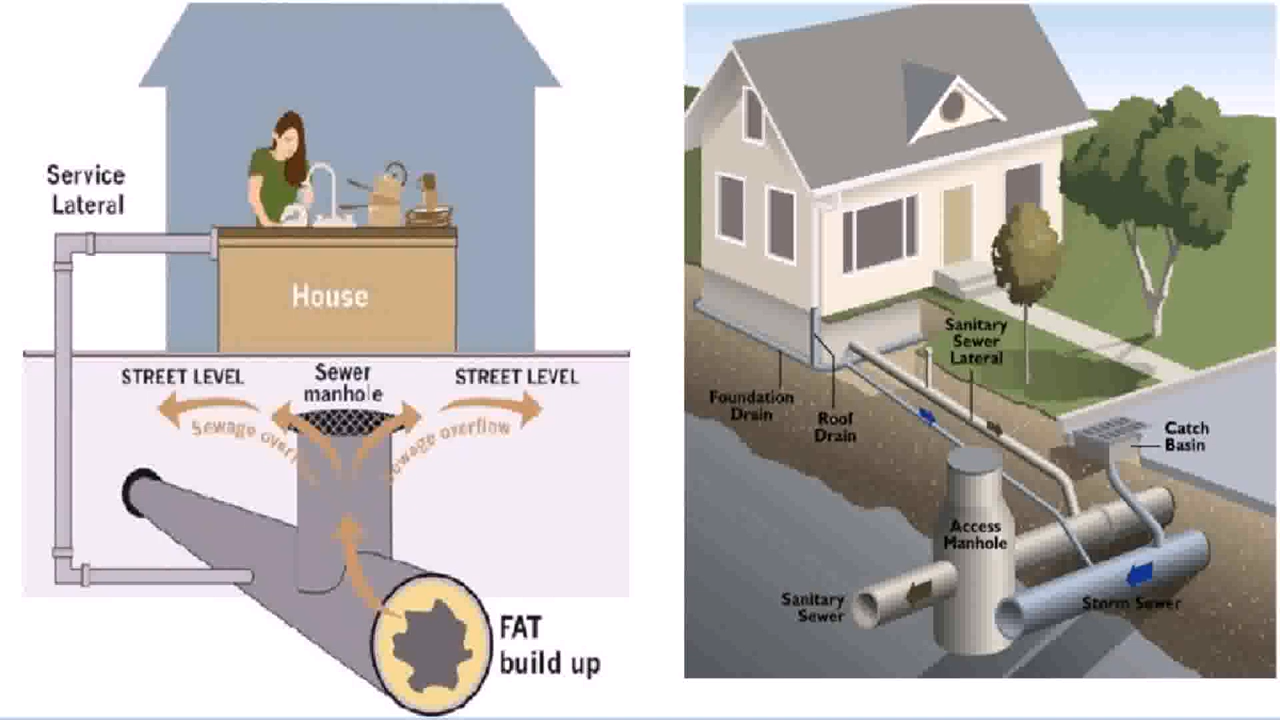 Service
Lateral
House
STREET LEVEL
Sewer
manhole
STREET LEVEL
Sewage
sewage overflow
FAT
build up
Sanitary
Sewer
Lateral
Foundation
Drain
Roof
Drain
Catch
Basin
Access
Manhole
Sanitary
Sewer
Storm Sewer